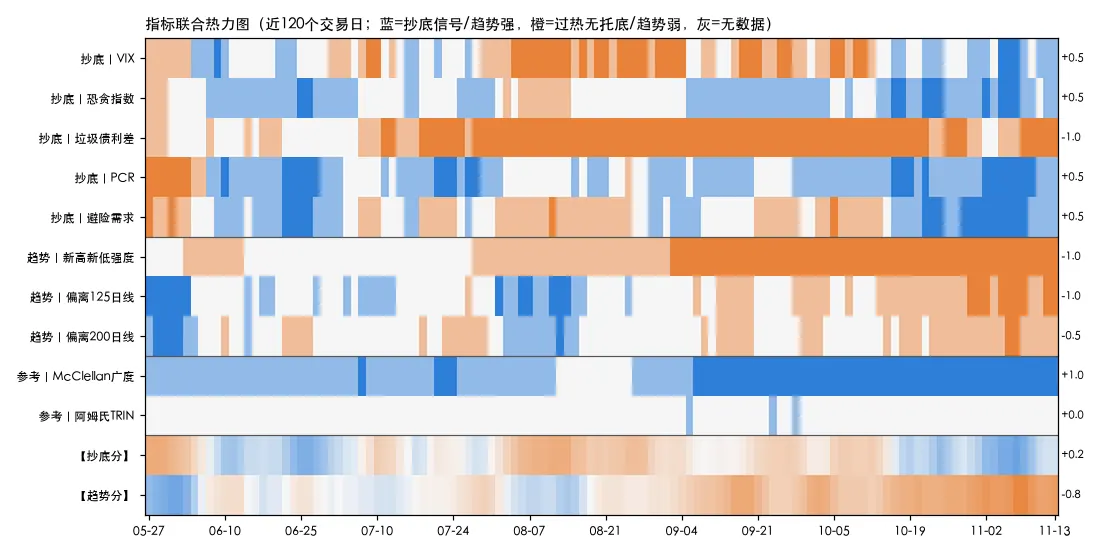 指标联合热力图（近120个交易日；蓝=抄底信号/趋势强，橙=过热无托底/趋势弱，灰=无数据）
抄底｜VIX +0.5
抄底｜恐贪指数 +0.5
抄底｜垃圾债利差 -1.0
抄底｜PCR +0.5
抄底｜避险需求 +0.5
趋势｜新高新低强度 -1.0
趋势｜偏离125日线 -1.0
趋势｜偏离200日线 -0.5
参考｜McClellan广度 +1.0
参考｜阿姆氏TRIN +0.0
【抄底分】 +0.2
【趋势分】 -0.8
05-27 06-10 06-25 07-10 07-24 08-07 08-21 09-04 09-21 10-05 10-19 11-02 11-13